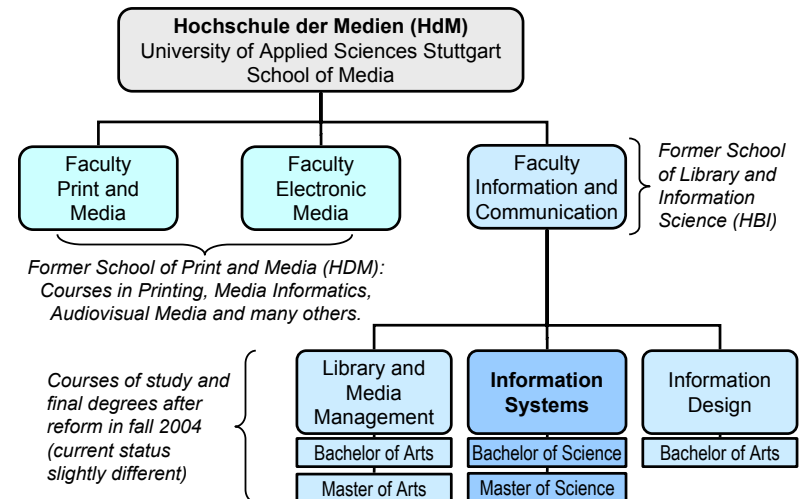 Hochschule der Medien (HdM)
University of Applied Sciences Stuttgart
School of Media
Faculty
Print and
Media
Faculty
Electronic
Media
Faculty
Information and
Communication
Former School
of Library and
Information
Science (HBI)
Former School of Print and Media (HDM):
Courses in Printing, Media Informatics,
Audiovisual Media and many others.
Courses of study and
final degrees after
reform in fall 2004
(current status
slightly different)
Library and
Media
Management
Bachelor of Arts
Master of Arts
Information
Systems
Bachelor of Science
Master of Science
Information
Design
Bachelor of Arts